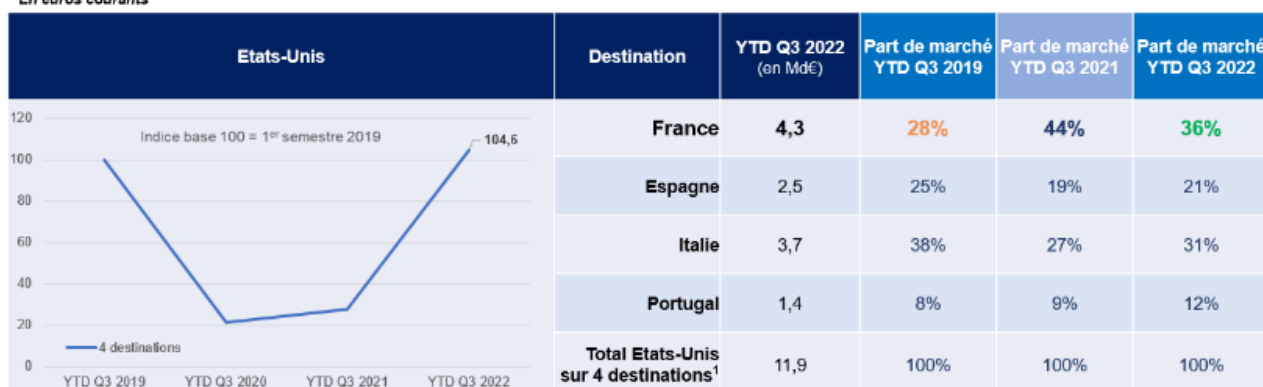 En euros courants
Etats-Unis
Destination
YTD Q3 2022
(en Md€)
Part de marché
YTD Q3 2019
Part de marché
YTD Q3 2021
Part de marché
YTD Q3 2022
Indice base 100 = 1er semestre 2019
120
100
80
60
40
20
0
104,6
4 destinations
YTD Q3 2019 YTD Q3 2020 YTD Q3 2021 YTD Q3 2022
France 4,3 28% 44% 36%
Espagne 2,5 25% 19% 21%
Italie 3,7 38% 27% 31%
Portugal 1,4 8% 9% 12%
Total Etats-Unis
sur 4 destinations1 11,9 100% 100% 100%